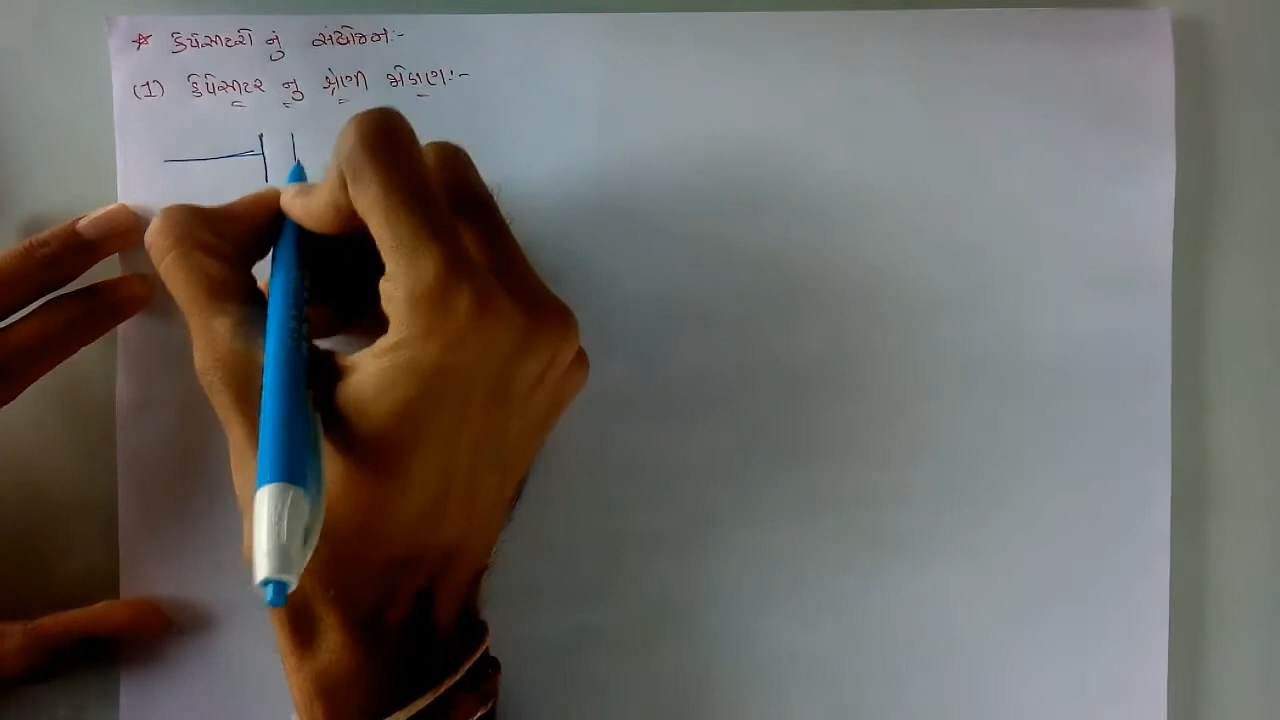 * કેપેસીટરો નું સંયોજન:-
(1) કેપેસીટર નુ શ્રેણી જોડાણ:-